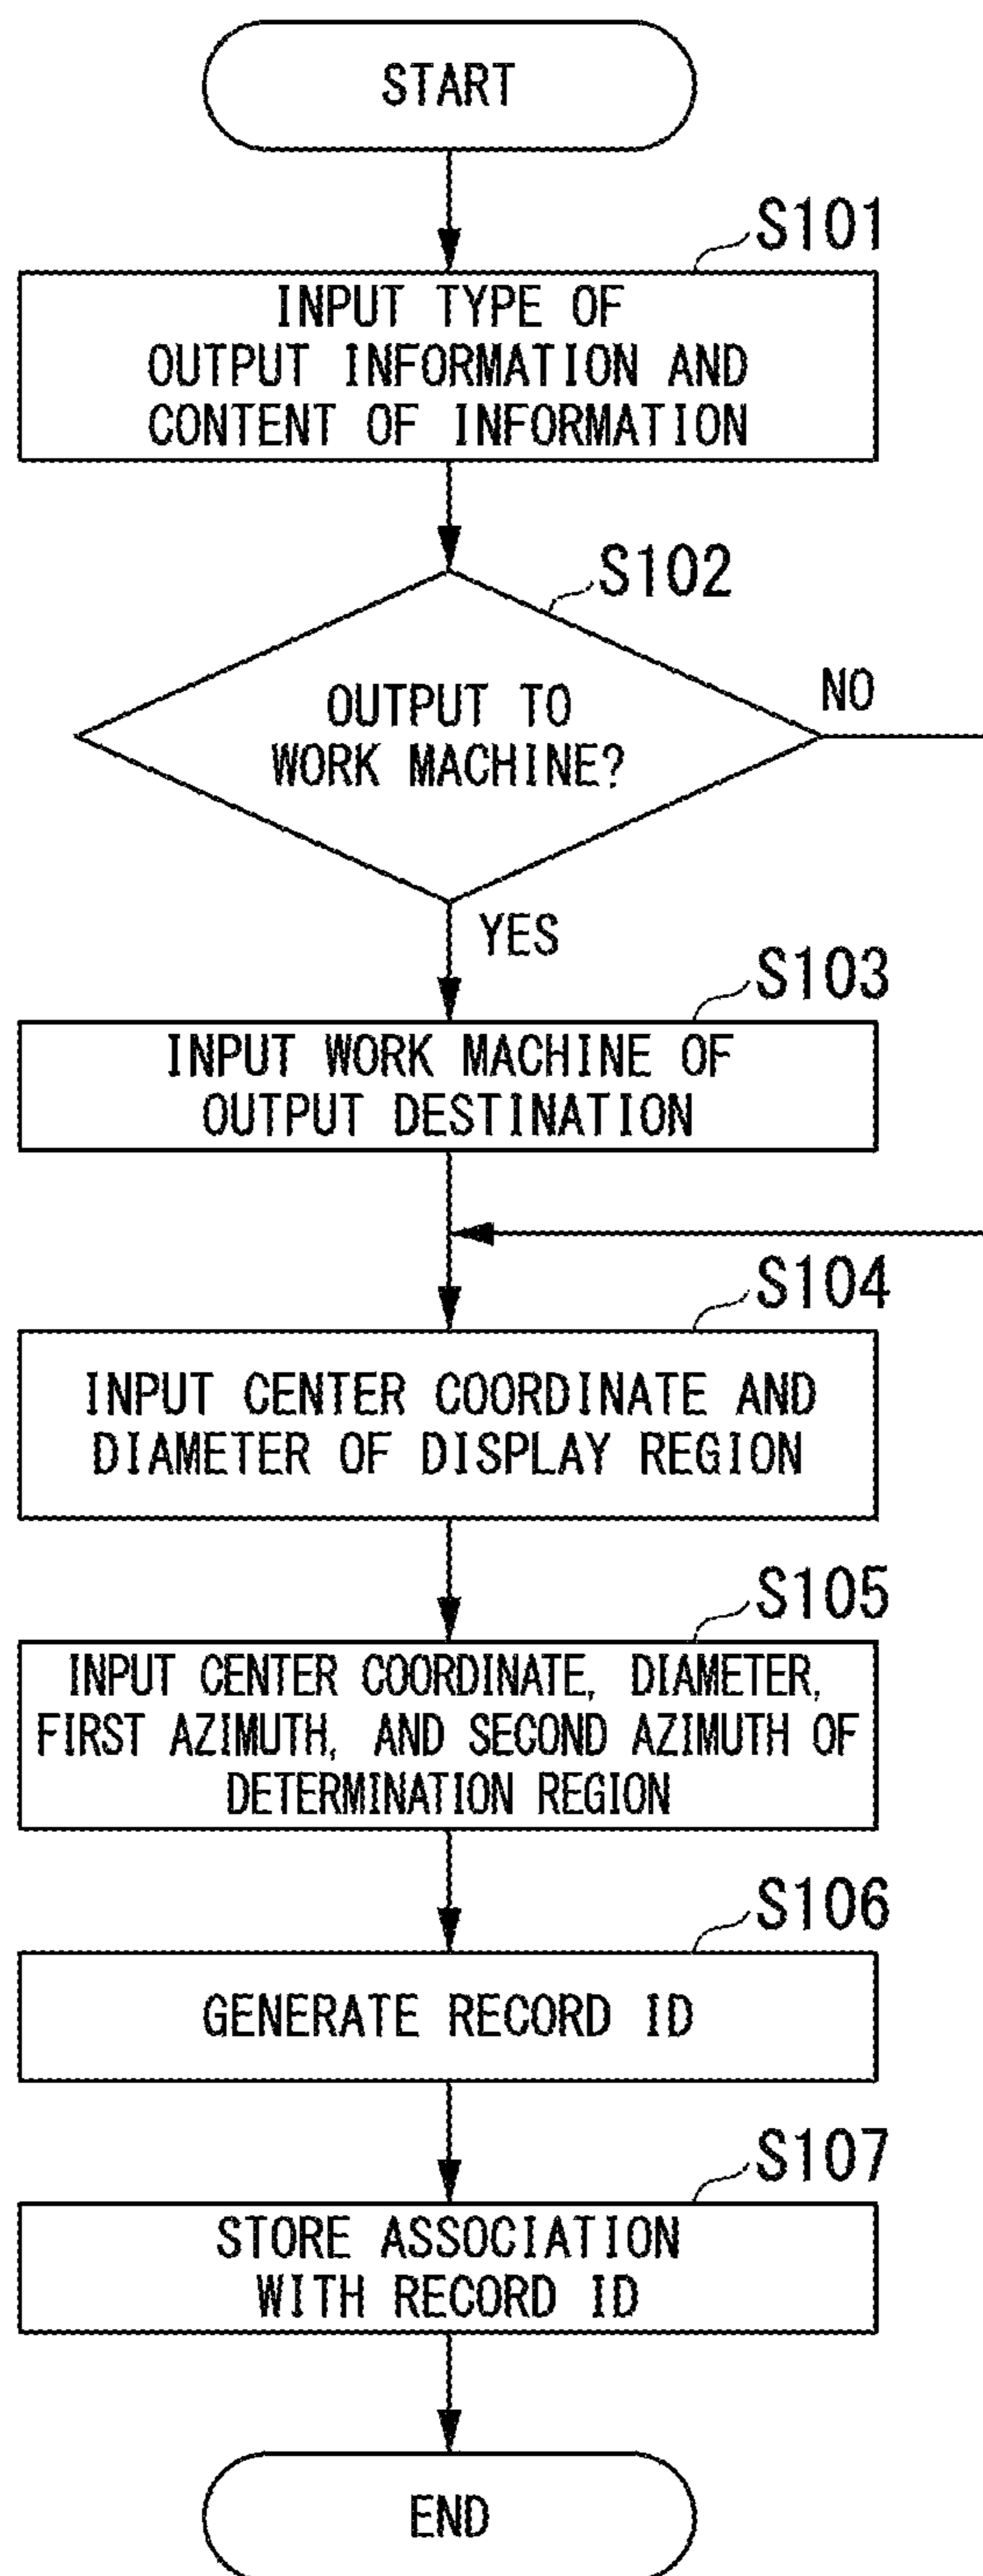 START
S101
INPUT TYPE OF
OUTPUT INFORMATION AND
CONTENT OF INFORMATION
S102
OUTPUT TO
WORK MACHINE?
NO
YES
S103
INPUT WORK MACHINE OF
OUTPUT DESTINATION
S104
INPUT CENTER COORDINATE AND
DIAMETER OF DISPLAY REGION
S105
INPUT CENTER COORDINATE, DIAMETER,
FIRST AZIMUTH, AND SECOND AZIMUTH OF
DETERMINATION REGION
S106
GENERATE RECORD ID
S107
STORE ASSOCIATION
WITH RECORD ID
END